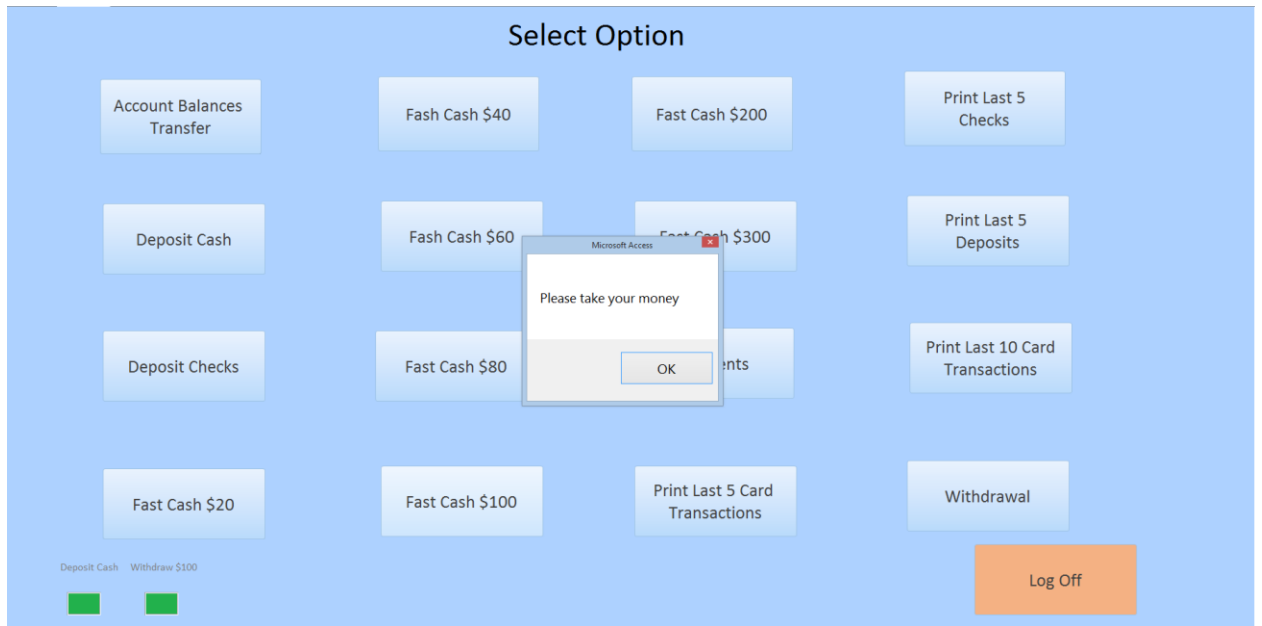 Select Option
Account Balances
Transfer
Fash Cash $40
Fast Cash $200
Print Last 5
Checks
Deposit Cash
Fash Cash $60
Fast Cash $300
Print Last 5
Deposits
Microsoft Access
Please take your money
OK
Deposit Checks
Fast Cash $80
Print Last 10 Card
Transactions
Fast Cash $20
Fast Cash $100
Print Last 5 Card
Transactions
Withdrawal
Deposit Cash Withdraw $100
Log Off